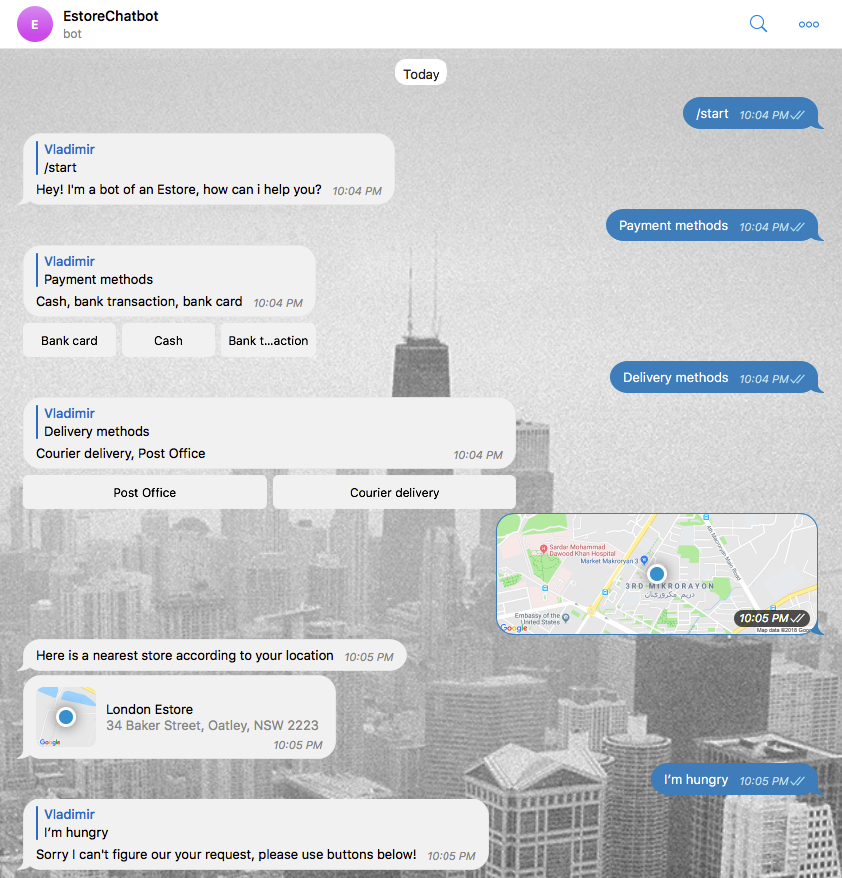 E
EstoreChatbot
bot
Today
/start 10:04 PM
Vladimir
/start
Hey! I'm a bot of an Estore, how can i help you? 10:04 PM
Payment methods 10:04 PM
Vladimir
Payment methods
Cash, bank transaction, bank card 10:04 PM
Bank card
Cash
Bank t...action
Delivery methods 10:04 PM
Vladimir
Delivery methods
Courier delivery, Post Office 10:04 PM
Post Office
Courier delivery
Sardar Mohammad
Dawood Khan Hospital
Market Makroryan 3
4th Macroryan Main Road
3RD MIKRORAYON
Embassy of the
United States
10:05 PM
Google
Map data ©2018 Goo
Here is a nearest store according to your location 10:05 PM
London Estore
34 Baker Street, Oatley, NSW 2223
Google
10:05 PM
I'm hungry 10:05 PM
Vladimir
I'm hungry
Sorry I can't figure our your request, please use buttons below! 10:05 PM